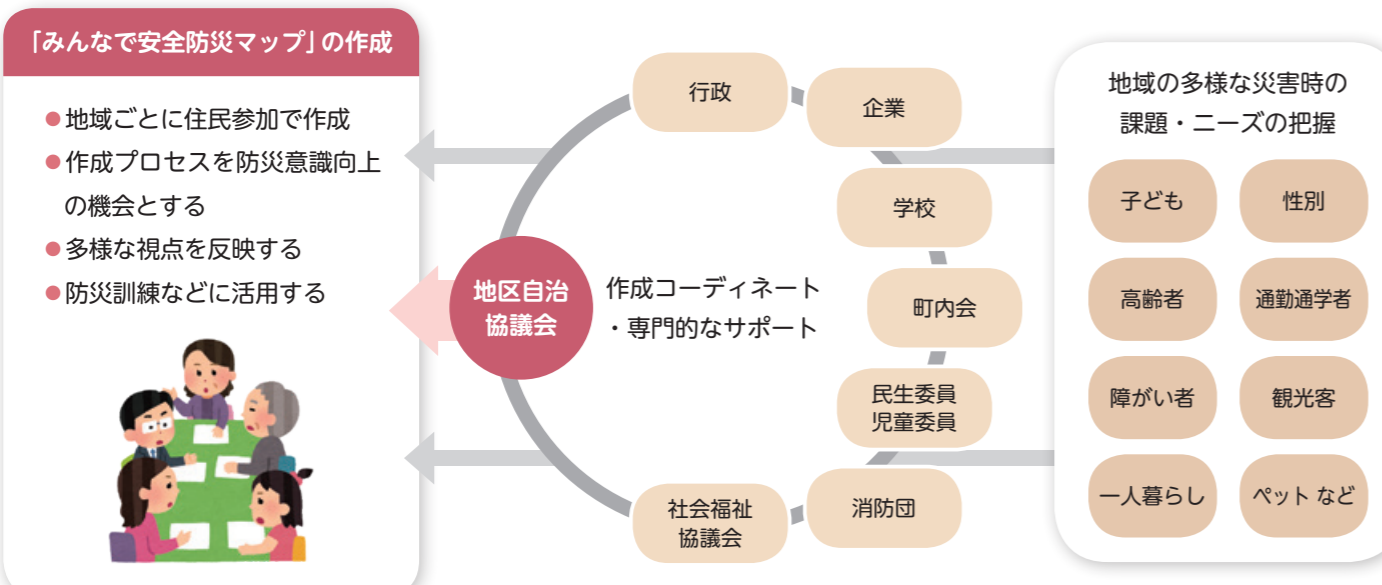 「みんなで安全防災マップ」の作成
●地域ごとに住民参加で作成
●作成プロセスを防災意識向上
の機会とする
●多様な視点を反映する
●防災訓練などに活用する
地区自治
協議会
作成コーディネート
・専門的なサポート
行政
企業
学校
町内会
民生委員
児童委員
消防団
社会福祉
協議会
地域の多様な災害時の
課題・ニーズの把握
子ども
性別
高齢者
通勤通学者
障がい者
観光客
一人暮らし
ペット など